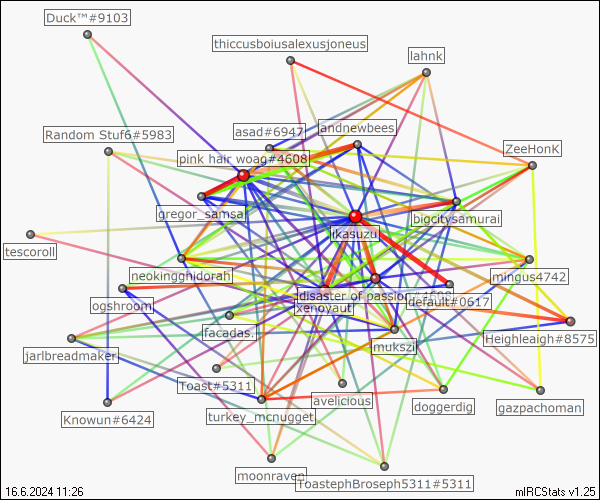 Duck™#9103
thiccusboiusalexusjoneus
lahnk
Random Stuf6#5983
asad#6947
andnewbees
ZeeHonK
pink hair woag#4608
gregor_samsa
bigcitysamurai
ikasuzu
tescoroll
neokingghidorah
mingus4742
disaster of passion
default#0617
ogshroom
xenoyaut
facadas.
Heighleaigh#8575
mukszi
jarlbreadmaker
Toast#5311
avelicious
doggerdig
gazpachoman
Knowun#6424
turkey_mcnugget
moonraven
ToastephBroseph5311#5311
16.6.2024 11:26
mIRCStats v1.25